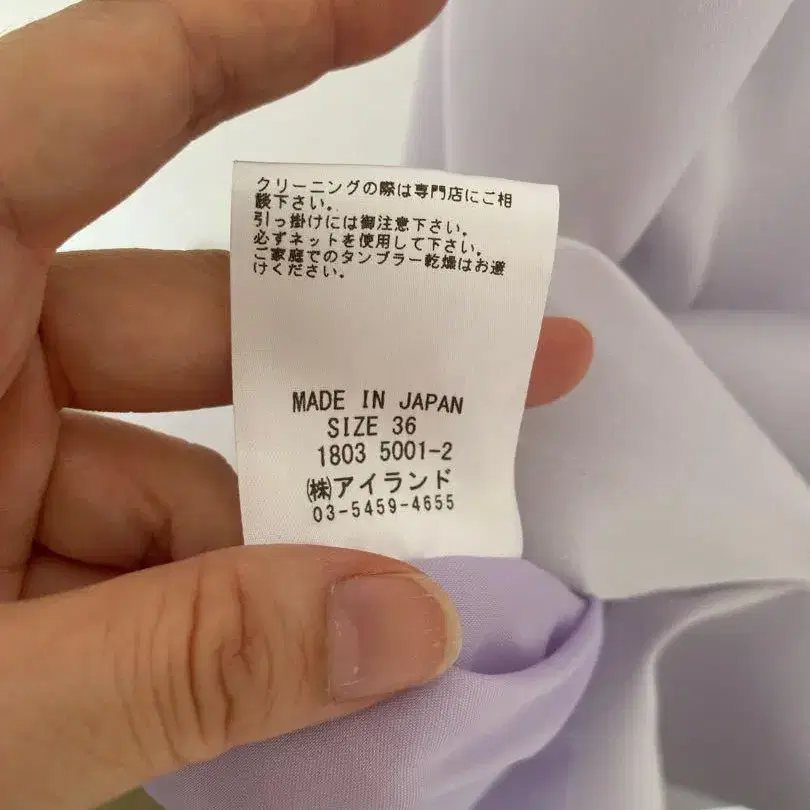 クリーニングの際は専門店にご相
談下さい。
引っ掛けには御注意下さい。
必ずネットを使用して下さい。
ご家庭でのタンブラー乾燥はお避
けください。
MADE IN JAPAN
SIZE 36
1803 5001-2
㈱アイランド
03-5459-4655